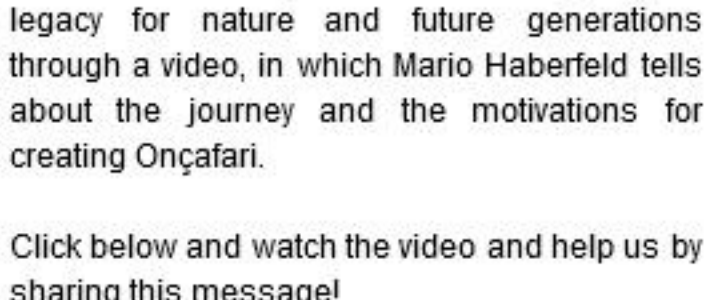 legacy for nature and future generations
through a video, in which Mario Haberfeld tells
about the journey and the motivations for
creating Onçafari.
Click below and watch the video and help us by
sharing this message!